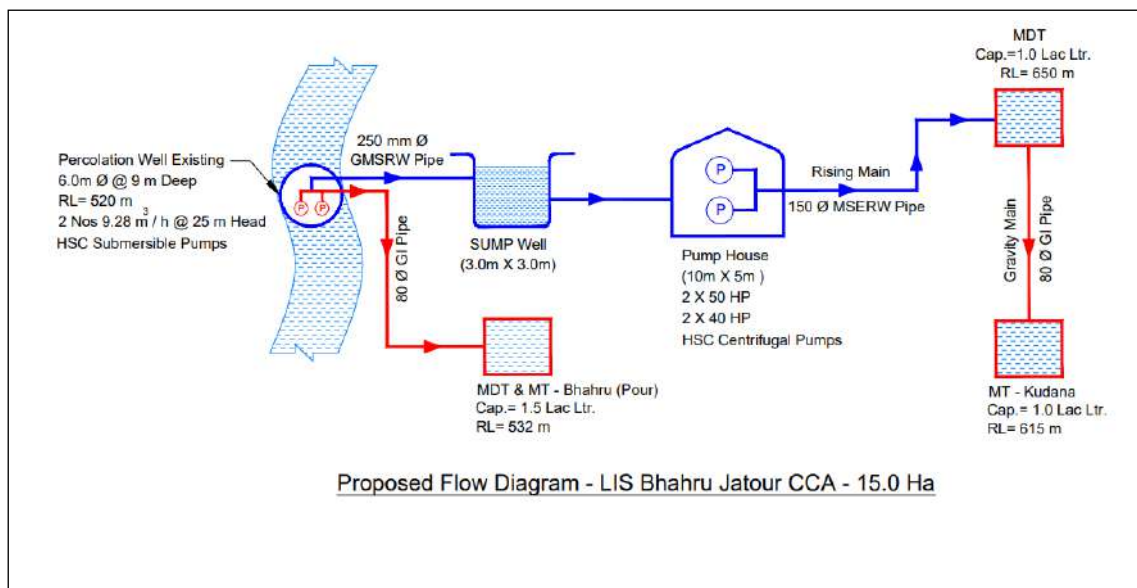 MDT
Cap.=1.0 Lac Ltr.
RL= 650 m
250 mm Ø
GMSRW Pipe
Percolation Well Existing
6.0m Ø @ 9 m Deep
RL= 520 m
2 Nos 9.28 m³ / h @ 25 m Head
HSC Submersible Pumps
P P
80 Ø GI Pipe
SUMP Well
(3.0m X 3.0m)
P
P
Pump House
(10m X 5m )
2 X 50 HP
2 X 40 HP
HSC Centrifugal Pumps
Rising Main
150 Ø MSERW Pipe
Gravity Main
80 Ø GI Pipe
MDT & MT - Bhahru (Pour)
Cap.= 1.5 Lac Ltr.
RL= 532 m
MT - Kudana
Cap.= 1.0 Lac Ltr.
RL= 615 m
Proposed Flow Diagram - LIS Bhahru Jatour CCA - 15.0 Ha